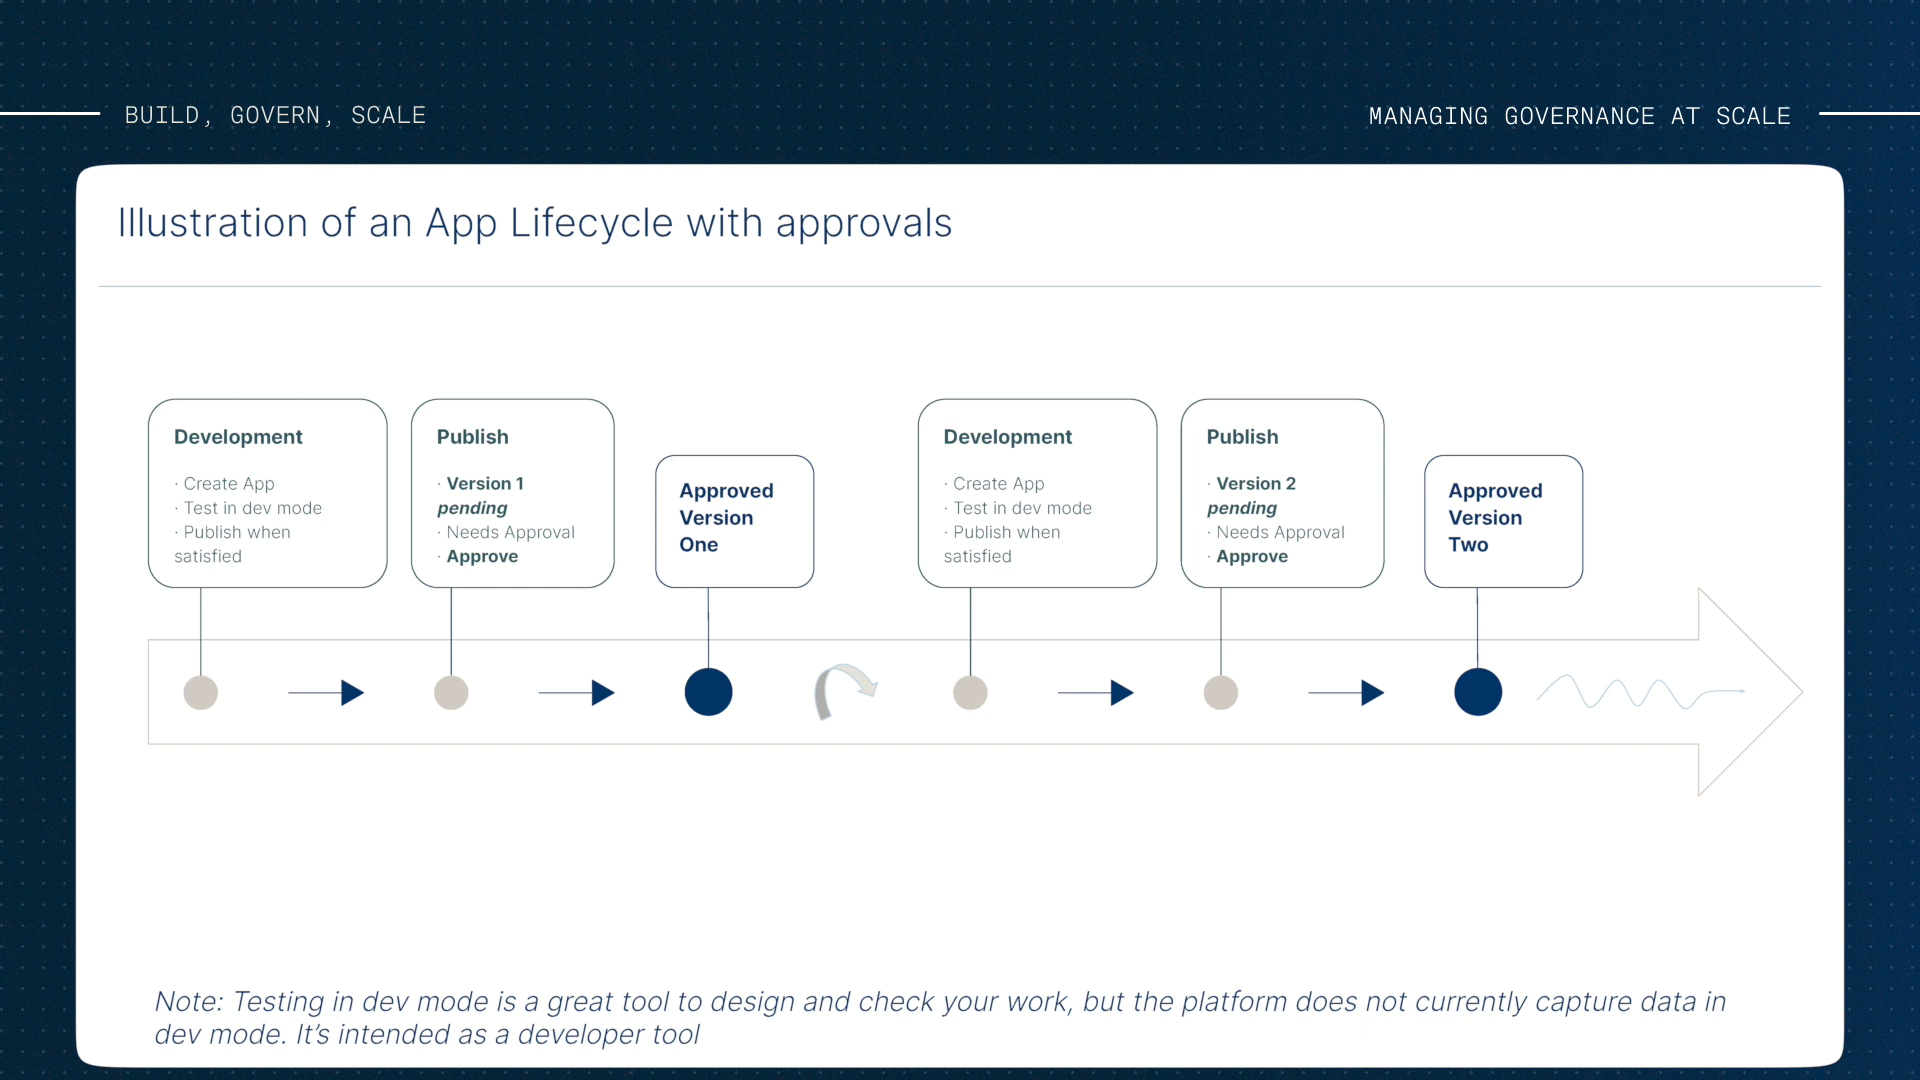 BUILD, GOVERN, SCALE
MANAGING GOVERNANCE AT SCALE
Illustration of an App Lifecycle with approvals
Development
· Create App
· Test in dev mode
· Publish when
satisfied
Publish
· Version 1
pending
· Needs Approval
· Approve
Approved
Version
One
Development
· Create App
· Test in dev mode
· Publish when
satisfied
Publish
· Version 2
pending
· Needs Approval
· Approve
Approved
Version
Two
Note: Testing in dev mode is a great tool to design and check your work, but the platform does not currently capture data in
dev mode. It’s intended as a developer tool